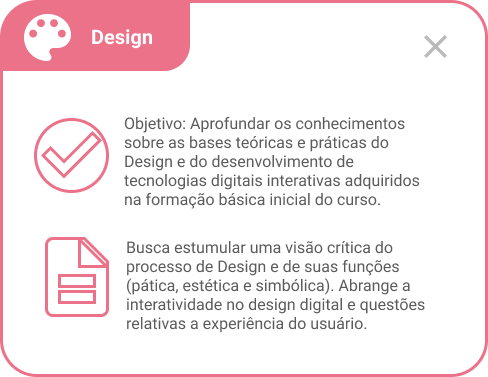 Design
Objetivo: Aprofundar os conhecimentos
sobre as bases teóricas e práticas do
Design e do desenvolvimento de
tecnologias digitais interativas adquiridos
na formação básica inicial do curso.
Busca estumular uma visão crítica do
processo de Design e de suas funções
(pática, estética e simbólica). Abrange a
interatividade no design digital e questões
relativas a experiência do usuário.